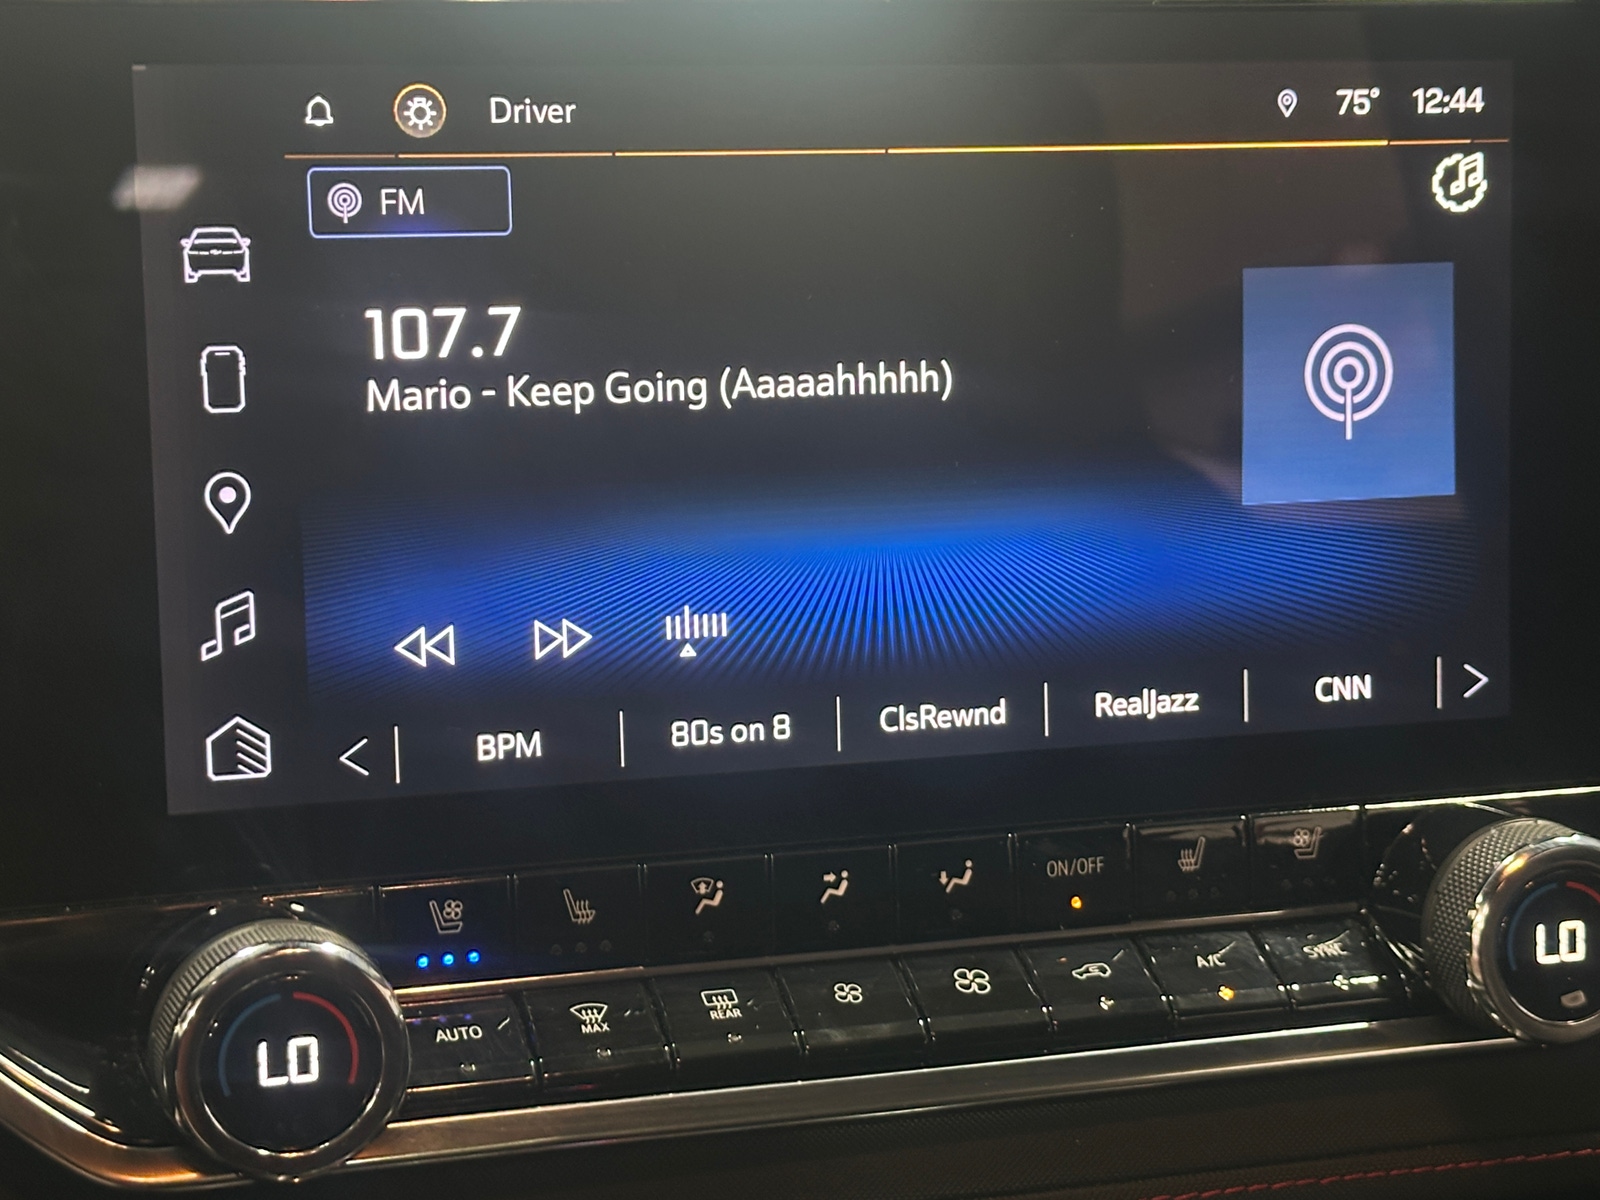 Driver
75° 12:44
FM
107.7
Mario - Keep Going (Aaaaahhhhh)
BPM
80s on 8
ClsRewnd
RealJazz
CNN
ON/OFF
LO
AUTO
MAX
REAR
A/C
SYNC
LO